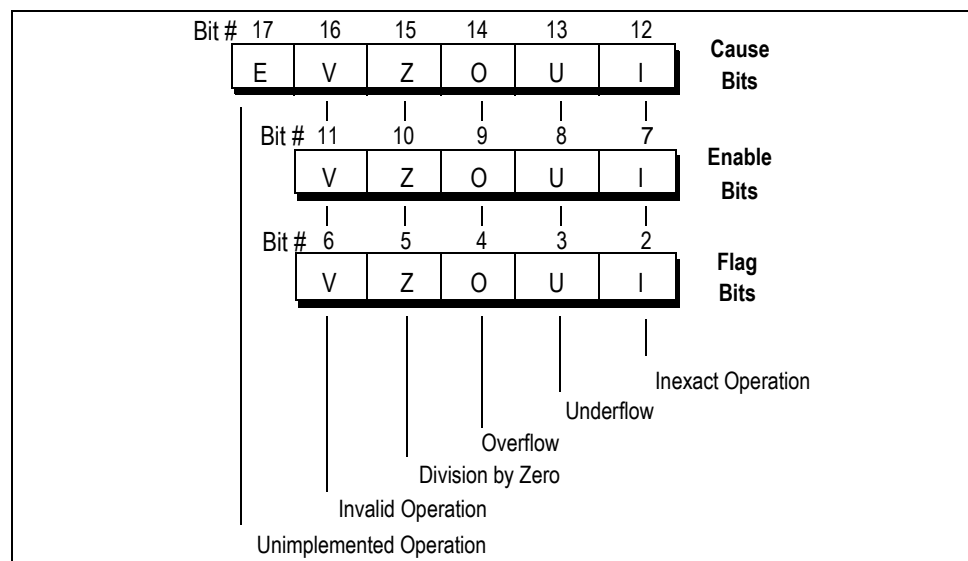 Bit # 17 16 15 14 13 12
E V Z O U I
Cause
Bits
Bit # 11 10 9 8 7
V Z O U I
Enable
Bits
Bit # 6 5 4 3 2
V Z O U I
Flag
Bits
Inexact Operation
Underflow
Overflow
Division by Zero
Invalid Operation
Unimplemented Operation